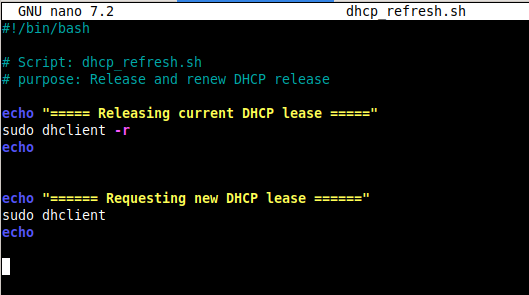 GNU nano 7.2 dhcp_refresh.sh
#!/bin/bash
# Script: dhcp_refresh.sh
# purpose: Release and renew DHCP release
echo "===== Releasing current DHCP lease ====="
sudo dhclient -r
echo
echo "====== Requesting new DHCP lease ======"
sudo dhclient
echo